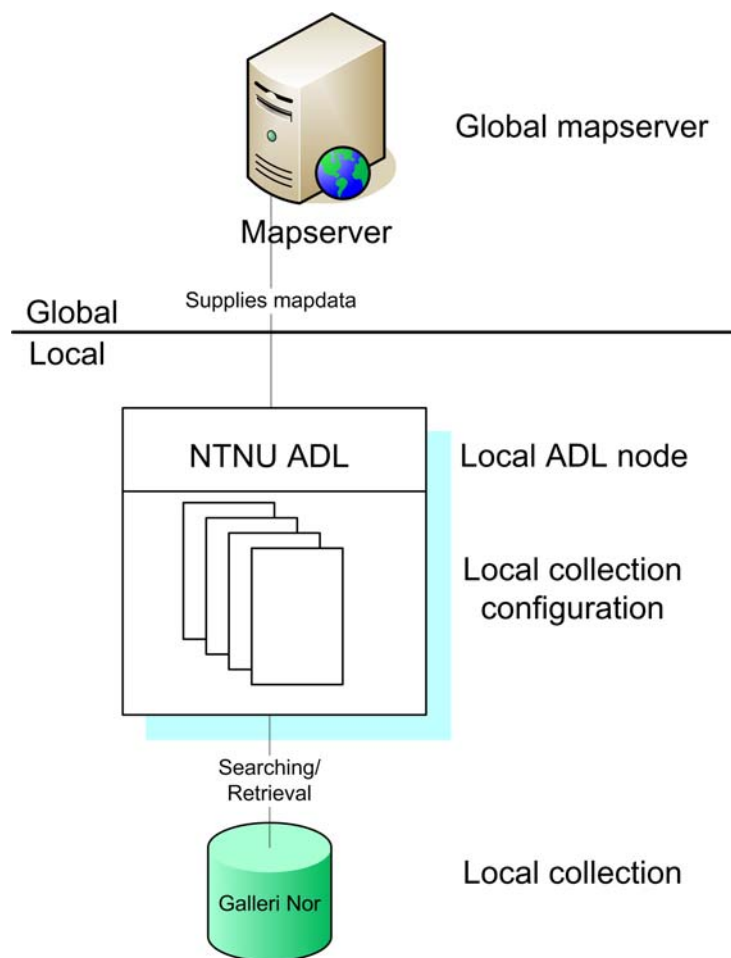 Global mapserver
Mapserver
Supplies mapdata
Global
Local
NTNU ADL
Local ADL node
Local collection
configuration
Searching/
Retrieval
Galleri Nor
Local collection